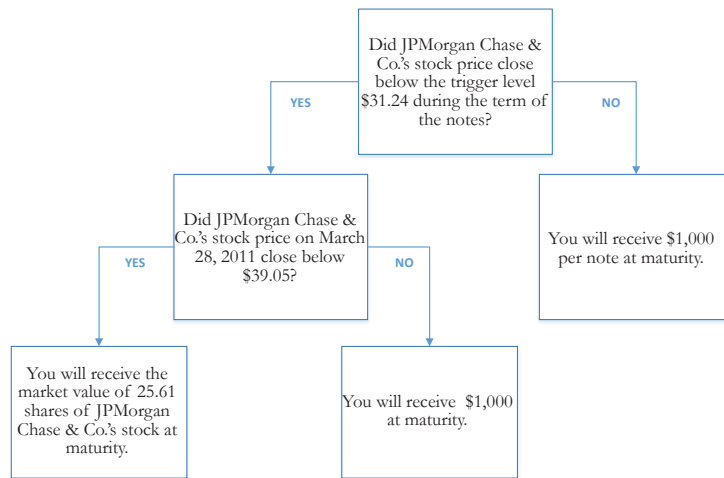 Did JPMorgan Chase &
Co.'s stock price close
below the trigger level
$31.24 during the term of
the notes?
YES
NO
Did JPMorgan Chase &
Co.'s stock price on March
28, 2011 close below
$39.05?
You will receive $1,000
per note at maturity.
YES
NO
You will receive the
market value of 25.61
shares of JPMorgan
Chase & Co.'s stock at
maturity.
You will receive  $1,000
at maturity.